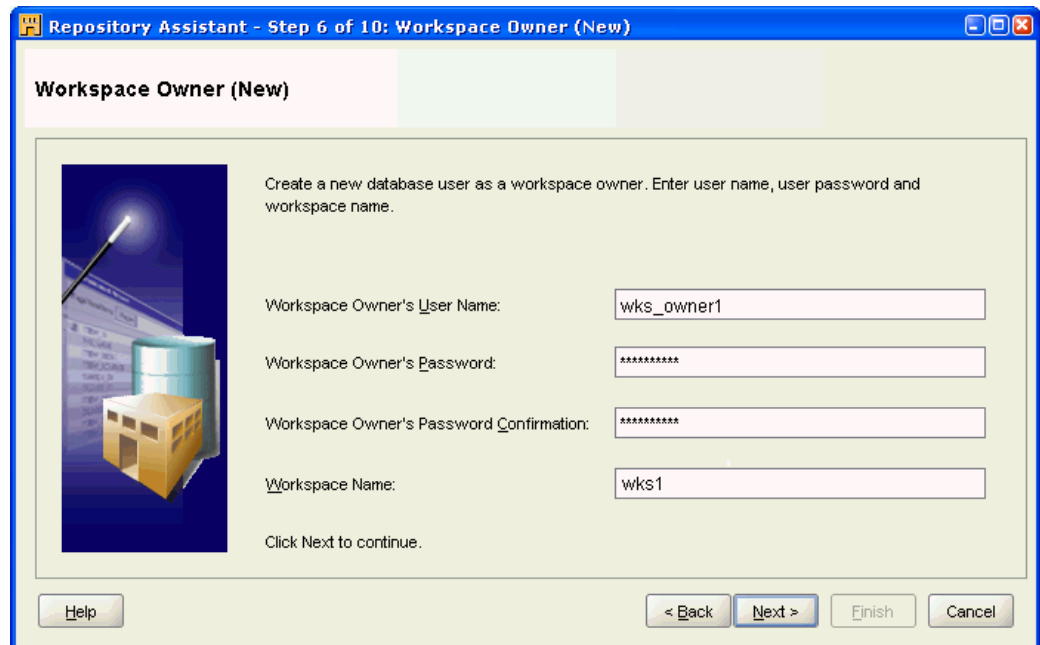 Repository Assistant - Step 6 of 10: Workspace Owner (New)
Workspace Owner (New)
Create a new database user as a workspace owner. Enter user name, user password and
workspace name.
Workspace Owner's User Name: wks_owner1
Workspace Owner's Password: **********
Workspace Owner's Password Confirmation: **********
Workspace Name: wks1
Click Next to continue.
Help < Back Next > Finish Cancel